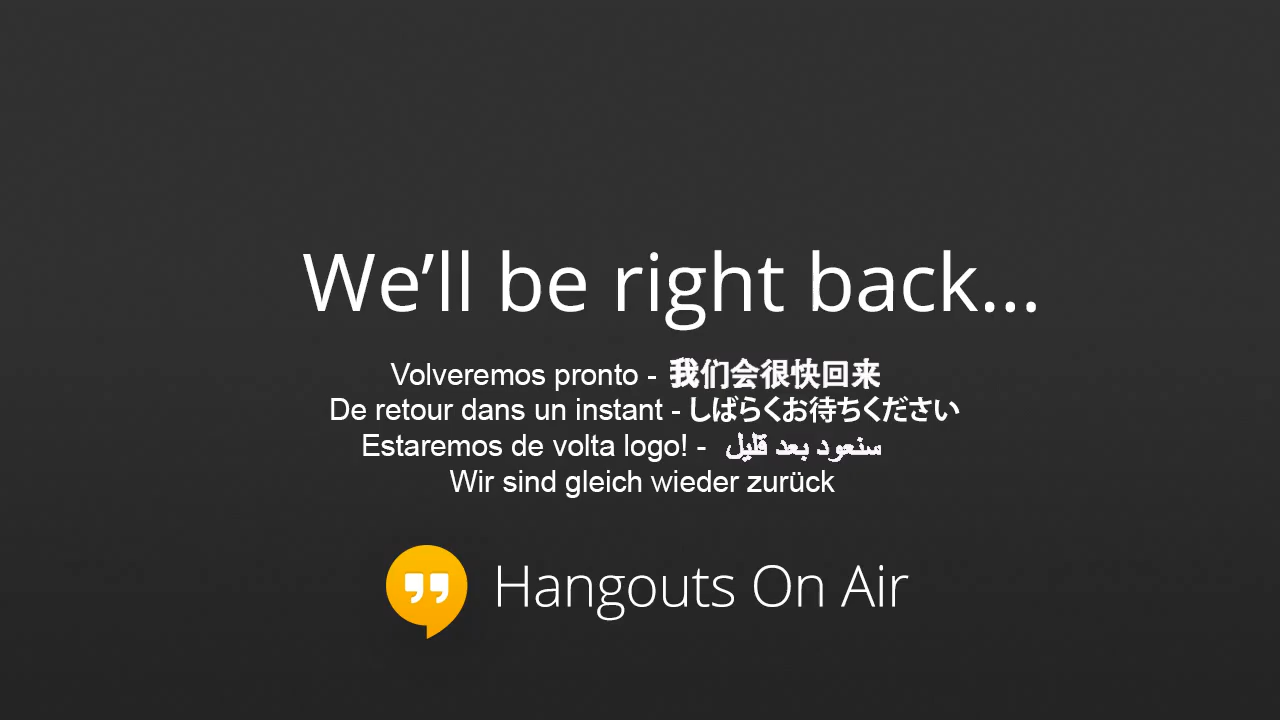 We'll be right back...
Volveremos pronto - 我们会很快回来
De retour dans un instant - しばらくお待ちください
Estaremos de volta logo! - سنعود بعد قليل
Wir sind gleich wieder zurück
Hangouts On Air